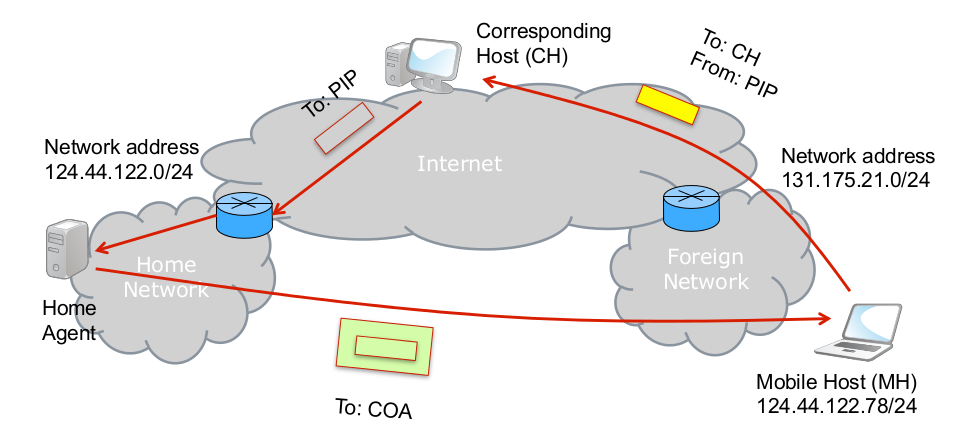 Corresponding
Host (CH)
To: CH
From: PIP
To: PIP
Network address
124.44.122.0/24
Internet
Network address
131.175.21.0/24
Home
Network
Foreign
Network
Home
Agent
To: COA
Mobile Host (MH)
124.44.122.78/24